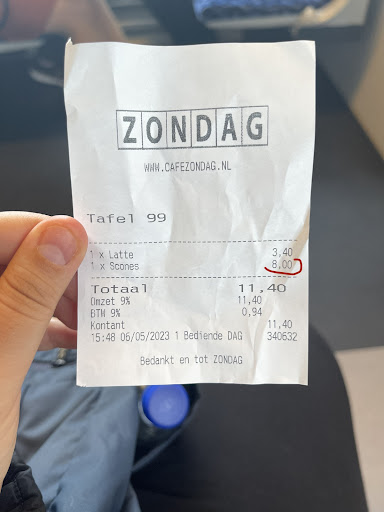 ZONDAG
WWW.CAFEZONDAG.NL
Tafel 99
1 x Latte 3,40
1 x Scones 8,00
Totaal 11,40
Omzet 9% 11,40
BTW 9% 0,94
Kontant 11,40
15:48 06/05/2023 1 Bediende DAG 340632
Bedankt en tot ZONDAG